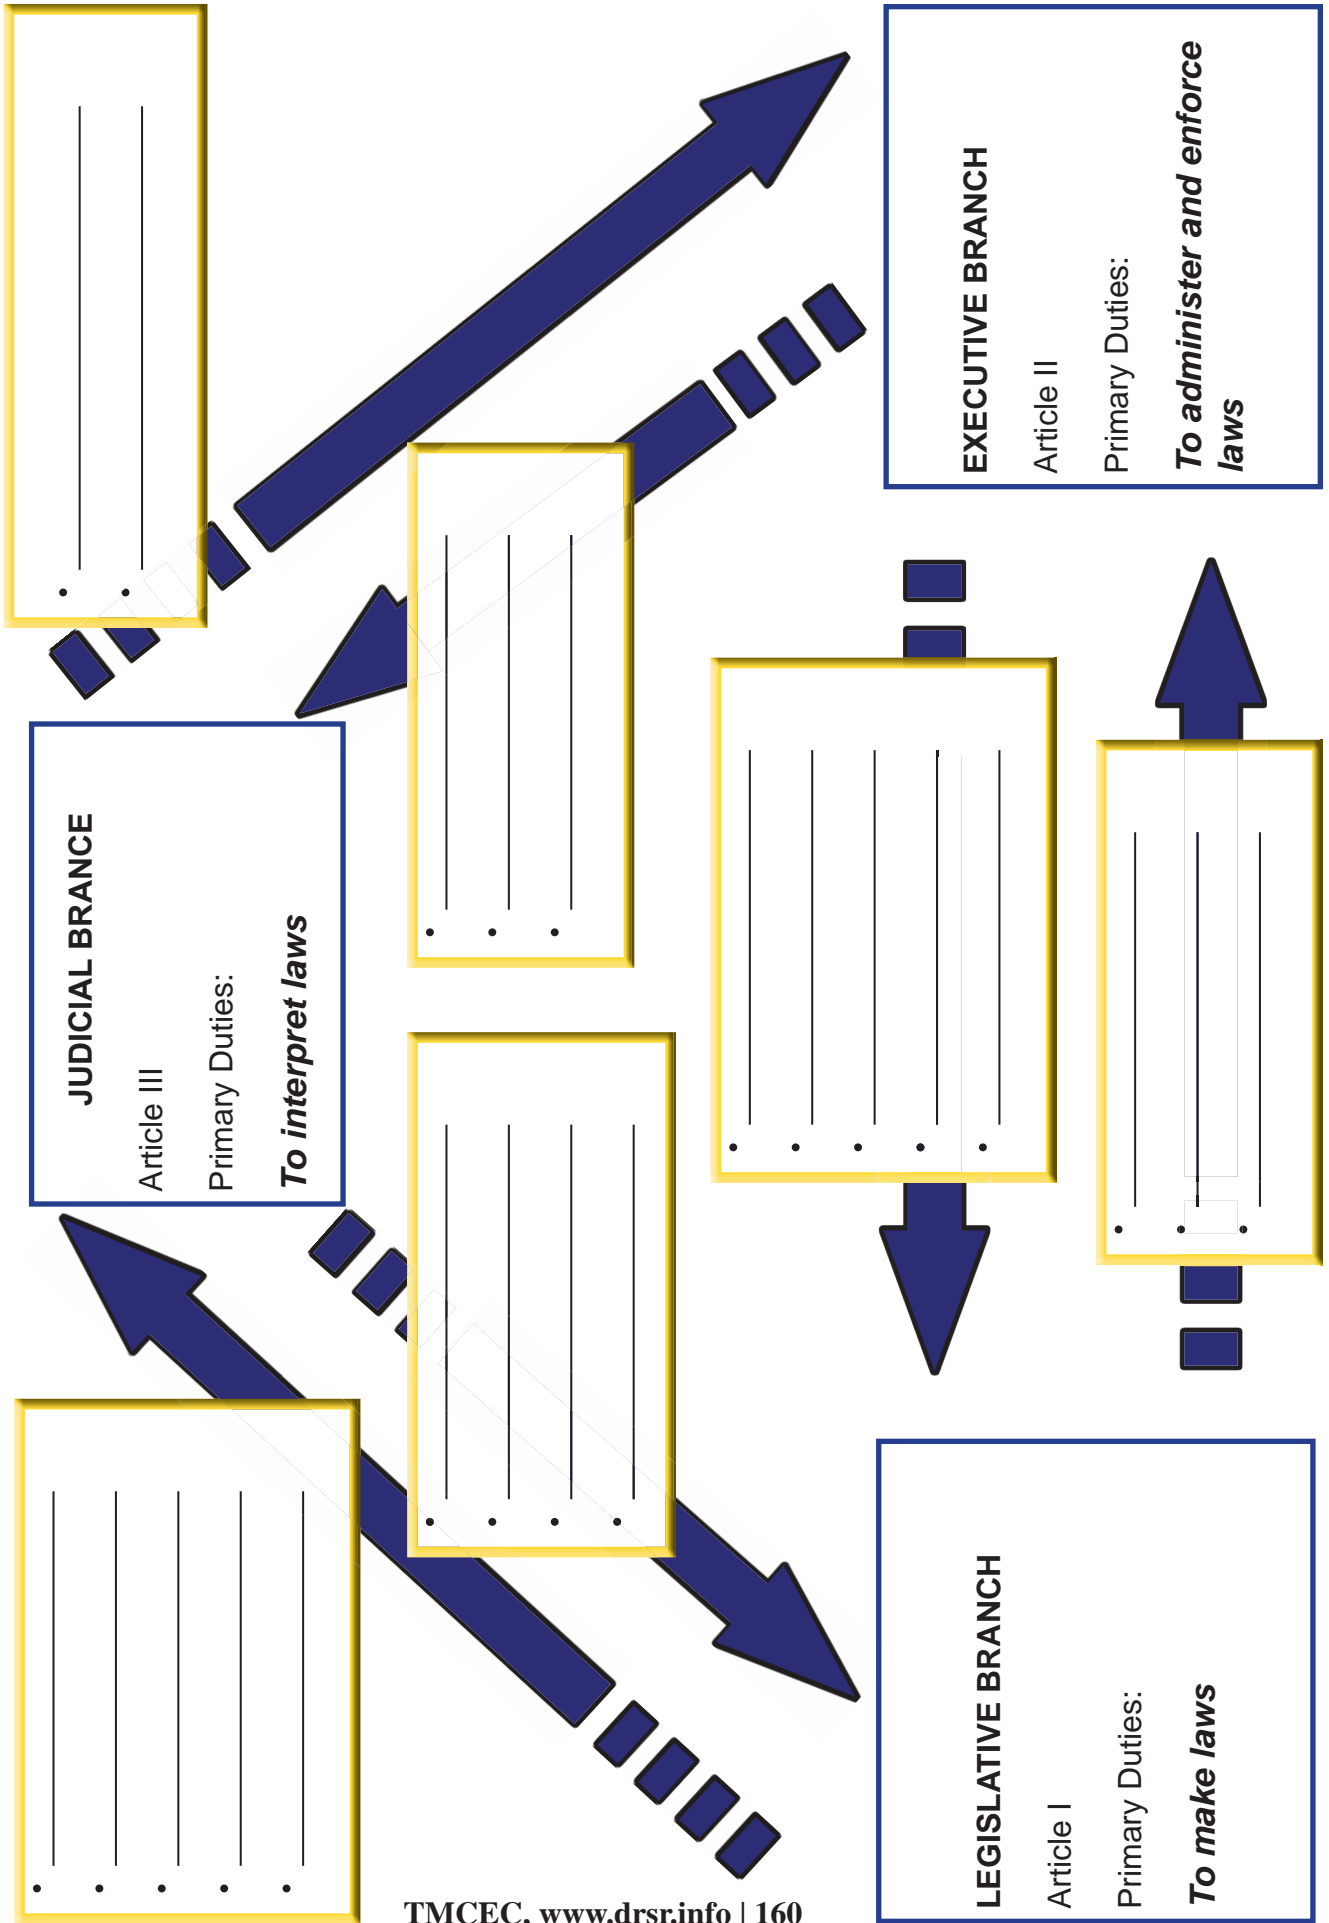 JUDICIAL BRANCE
Article III
Primary Duties:
To interpret laws
LEGISLATIVE BRANCH
Article I
Primary Duties:
To make laws
EXECUTIVE BRANCH
Article II
Primary Duties:
To administer and enforce
laws
TMCEC, www.drsr.info | 160